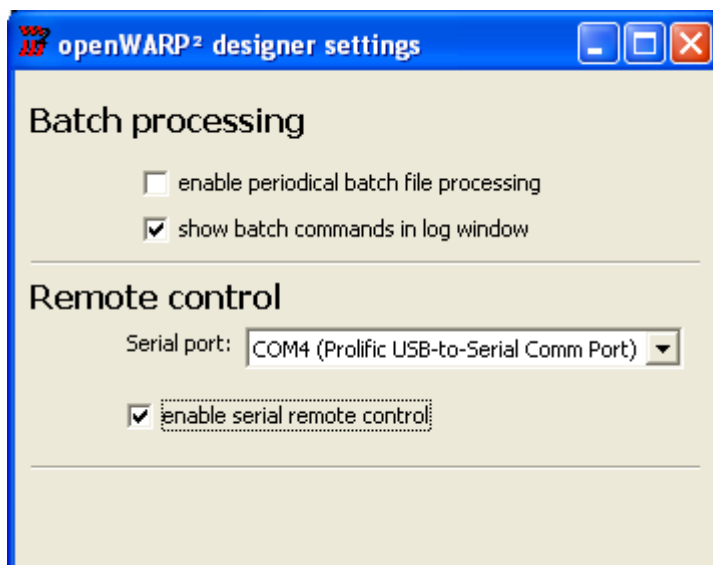 openWARP² designer settings
Batch processing
enable periodical batch file processing
show batch commands in log window
Remote control
Serial port: COM4 (Prolific USB-to-Serial Comm Port)
enable serial remote control